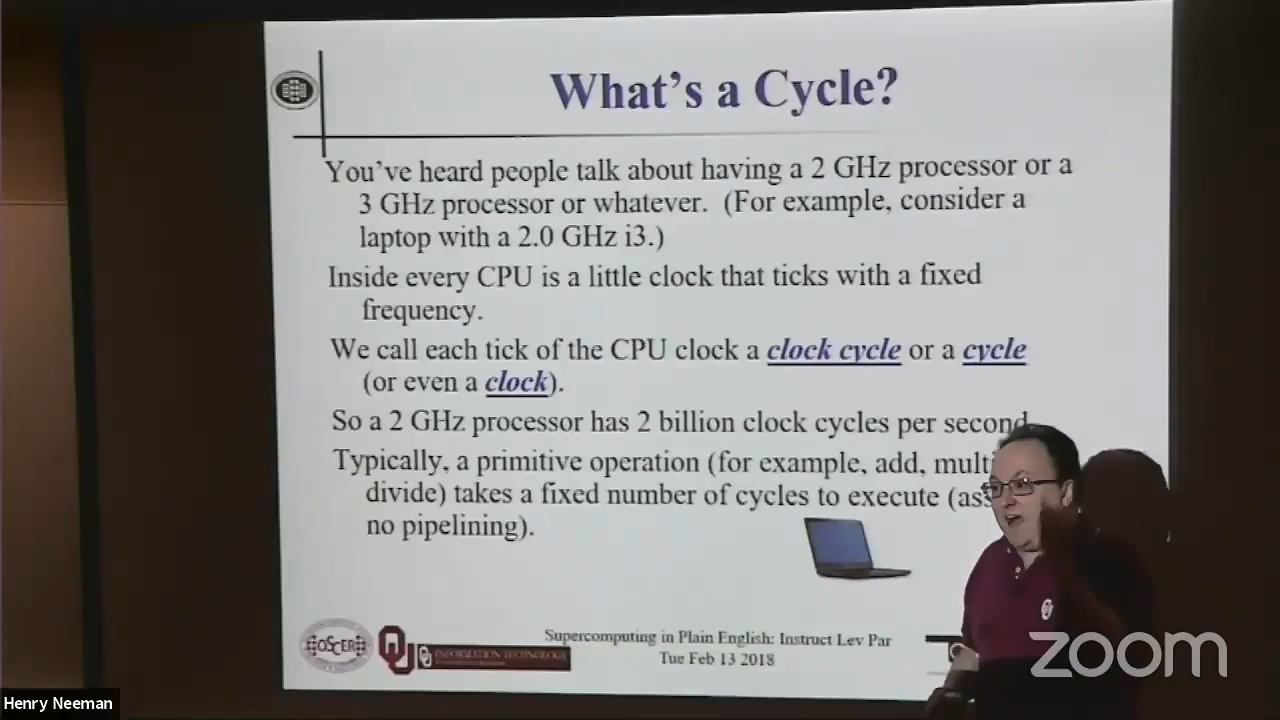 What's a Cycle?
You've heard people talk about having a 2 GHz processor or a
3 GHz processor or whatever. (For example, consider a
laptop with a 2.0 GHz i3.)
Inside every CPU is a little clock that ticks with a fixed
frequency.
We call each tick of the CPU clock a clock cycle or a cycle
(or even a clock).
So a 2 GHz processor has 2 billion clock cycles per second
Typically, a primitive operation (for example, add, multi
divide) takes a fixed number of cycles to execute (ass
no pipelining).
OSCER
INFORMATION TECHNOLOGY
Supercomputing in Plain English: Instruct Lev Par
Tue Feb 13 2018
zoom
Henry Neeman